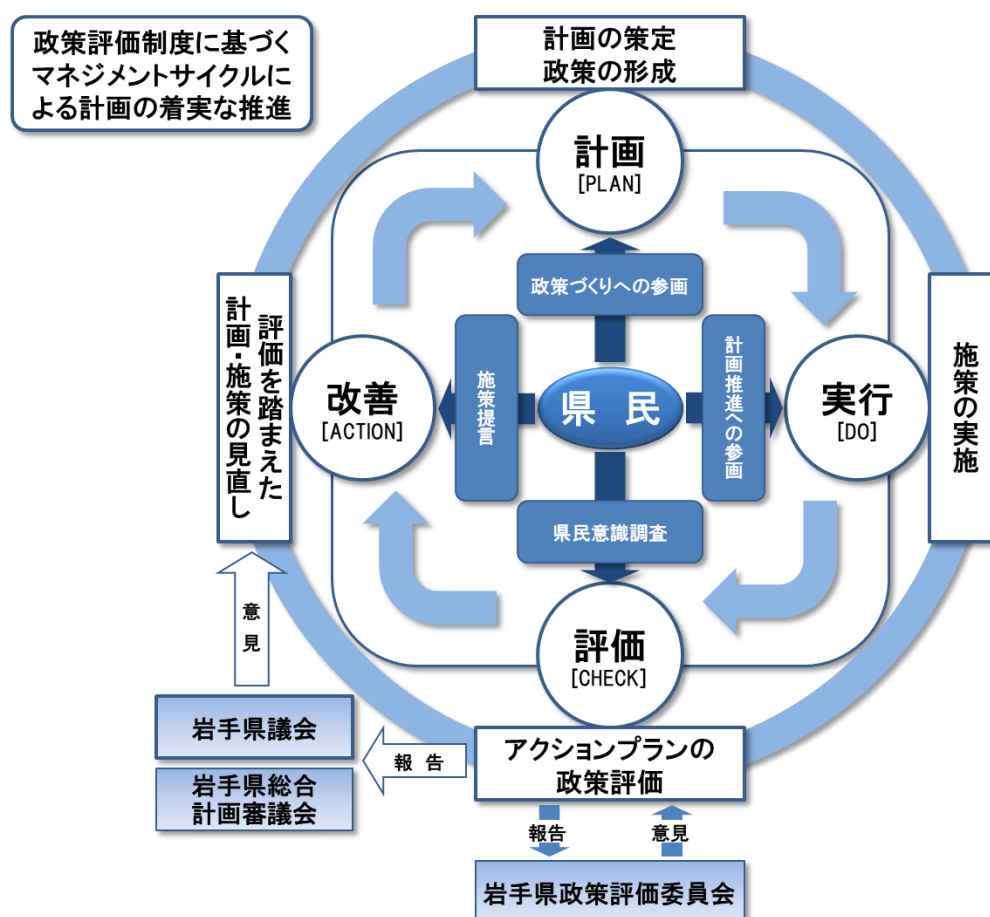 政策評価制度に基づく
マネジメントサイクルに
よる計画の着実な推進
計画の策定
政策の形成
計画
[PLAN]
政策づくりへの参画
評価を踏まえた
計画・施策の見直し
改善
[ACTION]
施策提言
県 民
計画推進への参画
実行
[DO]
施策の実施
県民意識調査
評価
[CHECK]
意見
岩手県議会
報 告
アクションプランの
政策評価
岩手県総合
計画審議会
報告
意見
岩手県政策評価委員会